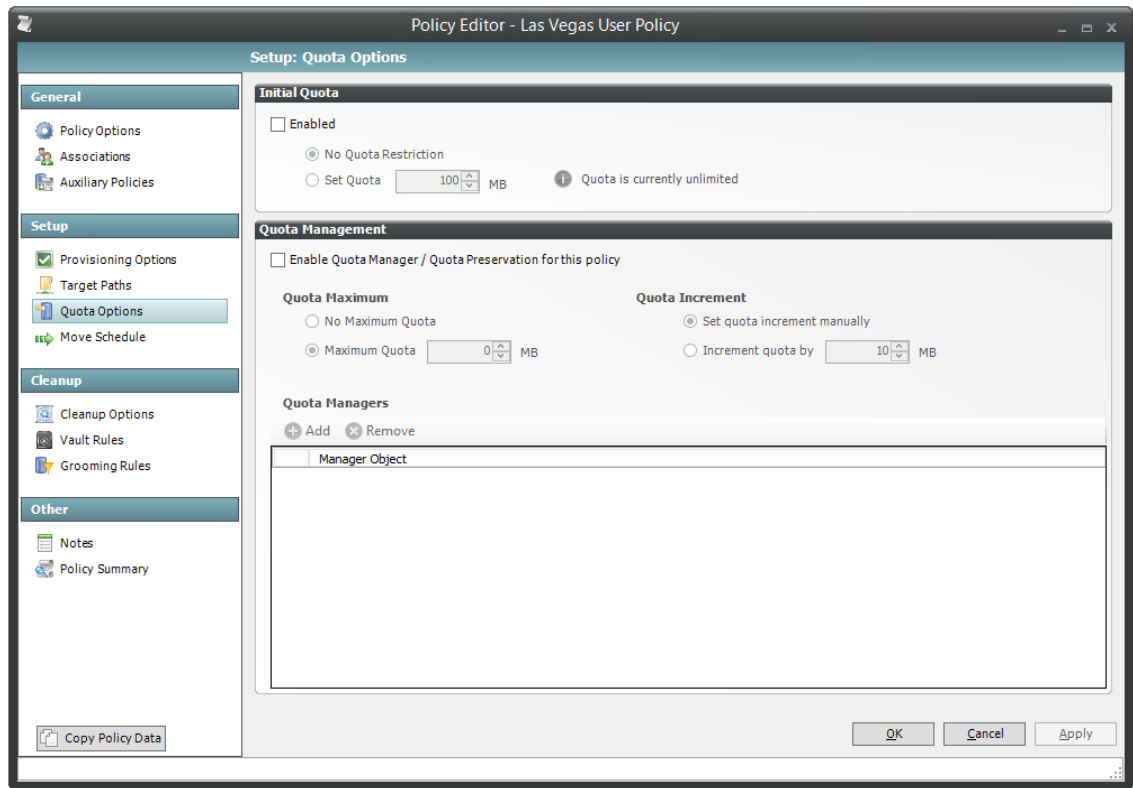 Policy Editor - Las Vegas User Policy
Setup: Quota Options
General
Policy Options
Associations
Auxiliary Policies
Setup
Provisioning Options
Target Paths
Quota Options
Move Schedule
Cleanup
Cleanup Options
Vault Rules
Grooming Rules
Other
Notes
Policy Summary
Copy Policy Data
Initial Quota
Enabled
No Quota Restriction
Set Quota 100 MB Quota is currently unlimited
Quota Management
Enable Quota Manager / Quota Preservation for this policy
Quota Maximum Quota Increment
No Maximum Quota Set quota increment manually
Maximum Quota 0 MB Increment quota by 10 MB
Quota Managers
Add Remove
Manager Object
OK Cancel Apply